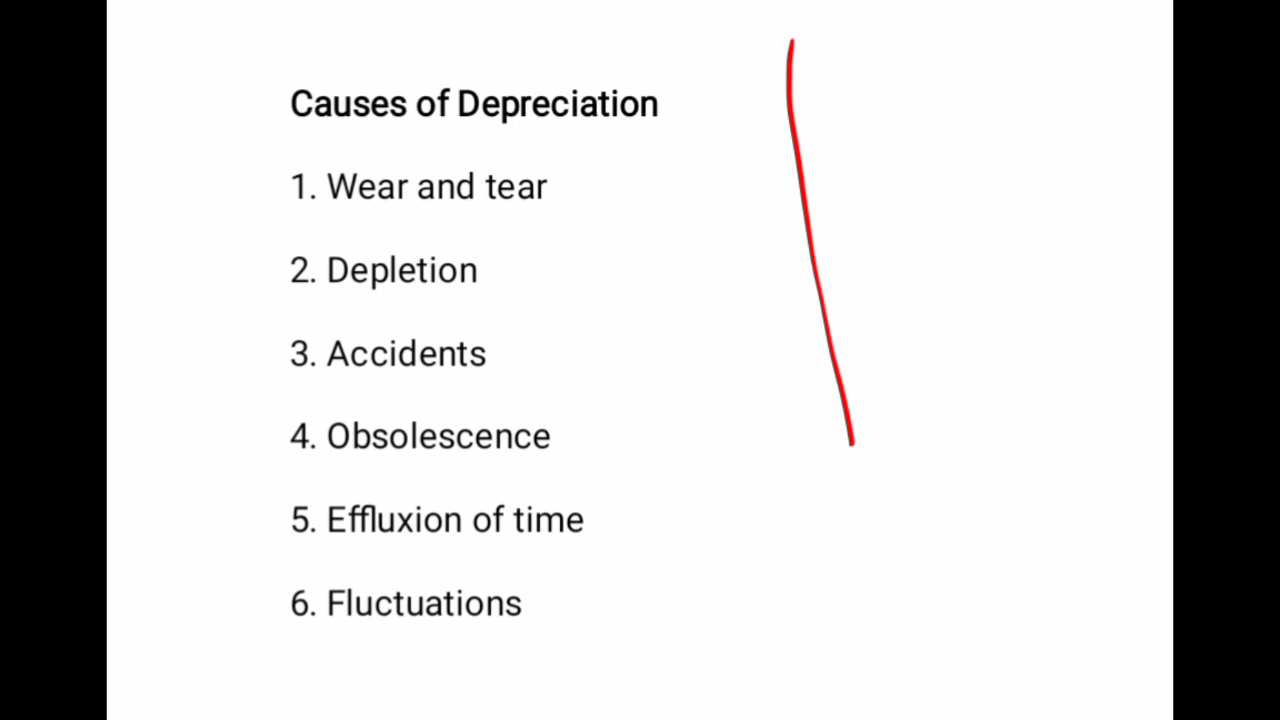 Causes of Depreciation
1. Wear and tear
2. Depletion
3. Accidents
4. Obsolescence
5. Effluxion of time
6. Fluctuations